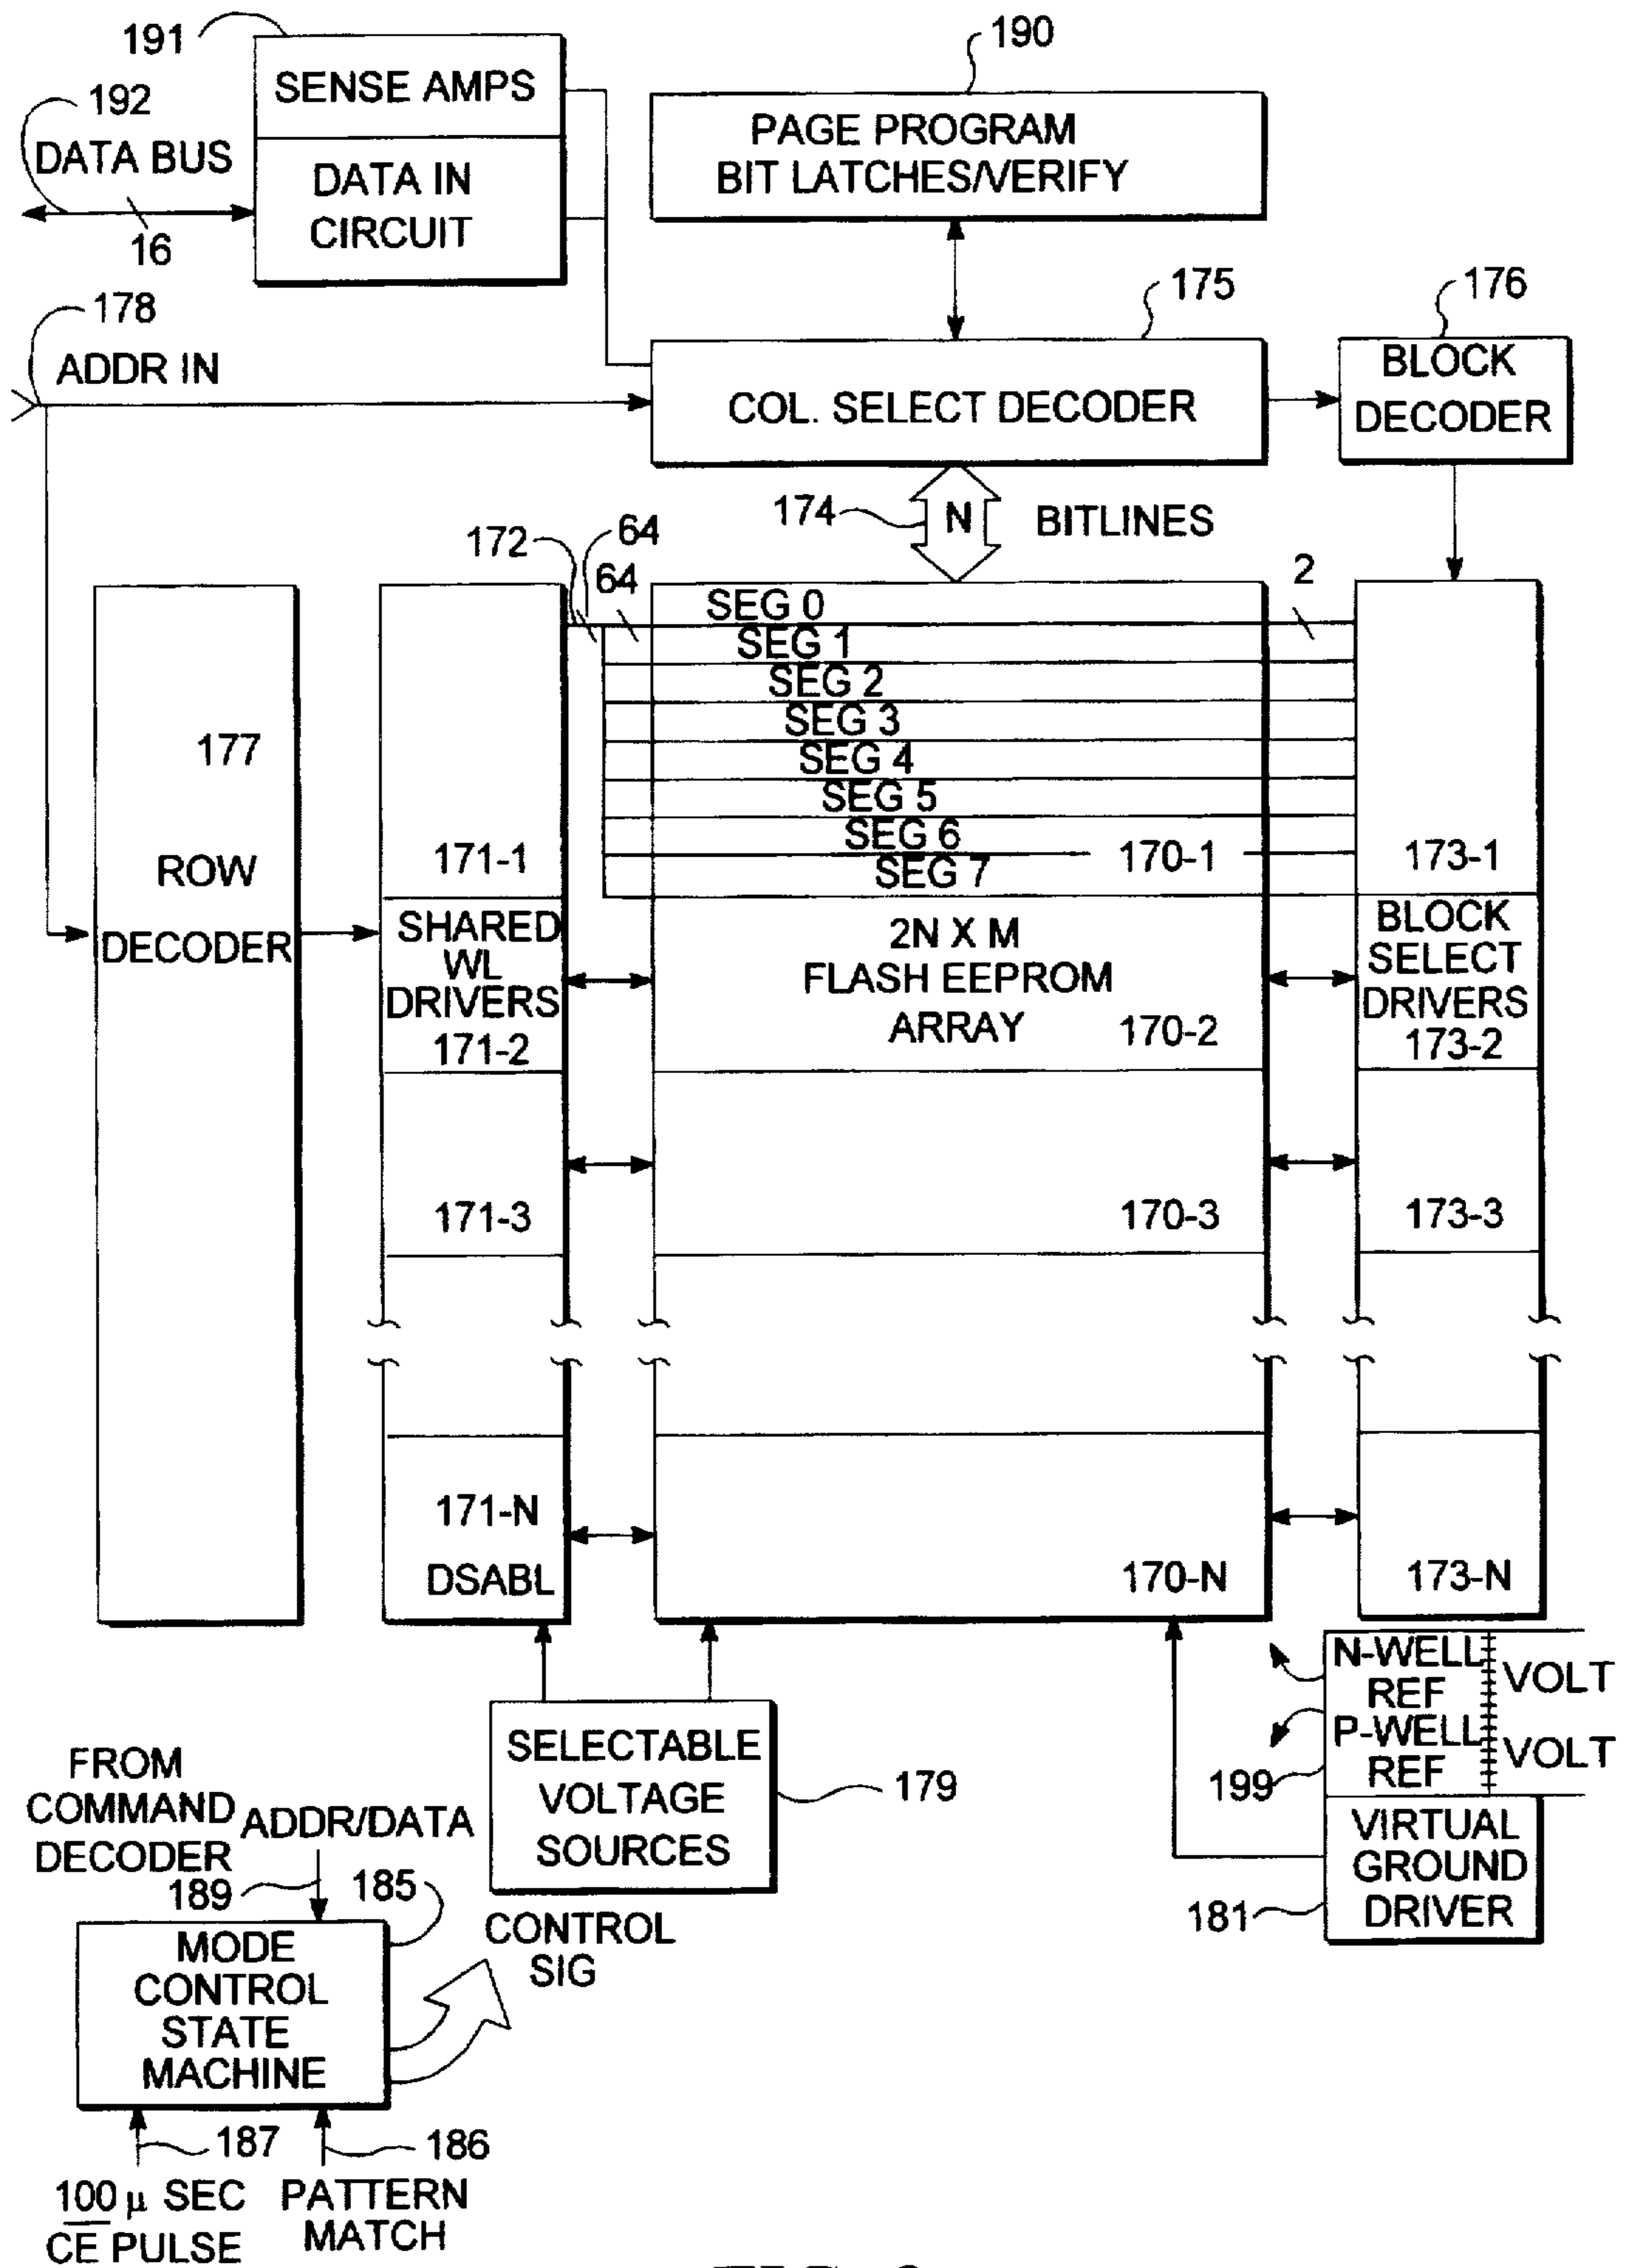 191
SENSE AMPS
DATA IN
CIRCUIT
192
DATA BUS
16
190
PAGE PROGRAM
BIT LATCHES/VERIFY
178
ADDR IN
175
COL. SELECT DECODER
176
BLOCK
DECODER
174
N
BITLINES
172
64
64
2
177
ROW
DECODER
171-1
SHARED
WL
DRIVERS
171-2
171-3
171-N
DSABL
SEG 0
SEG 1
SEG 2
SEG 3
SEG 4
SEG 5
SEG 6
SEG 7
170-1
2N X M
FLASH EEPROM
ARRAY
170-2
170-3
170-N
173-1
BLOCK
SELECT
DRIVERS
173-2
173-3
173-N
SELECTABLE
VOLTAGE
SOURCES
179
N-WELL
REF
VOLT
P-WELL
REF
VOLT
199
VIRTUAL
GROUND
DRIVER
181
FROM
COMMAND
DECODER
ADDR/DATA
189
185
MODE
CONTROL
STATE
MACHINE
CONTROL
SIG
187
186
100 μ SEC
CE PULSE
PATTERN
MATCH